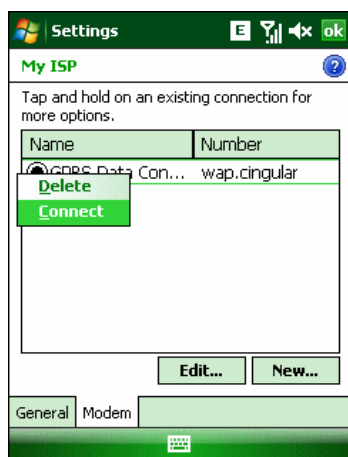 Settings E ok
My ISP ?
Tap and hold on an existing connection for
more options.
Name Number
GPRS Data Con... wap.cingular
Delete
Connect
Edit... New...
General Modem